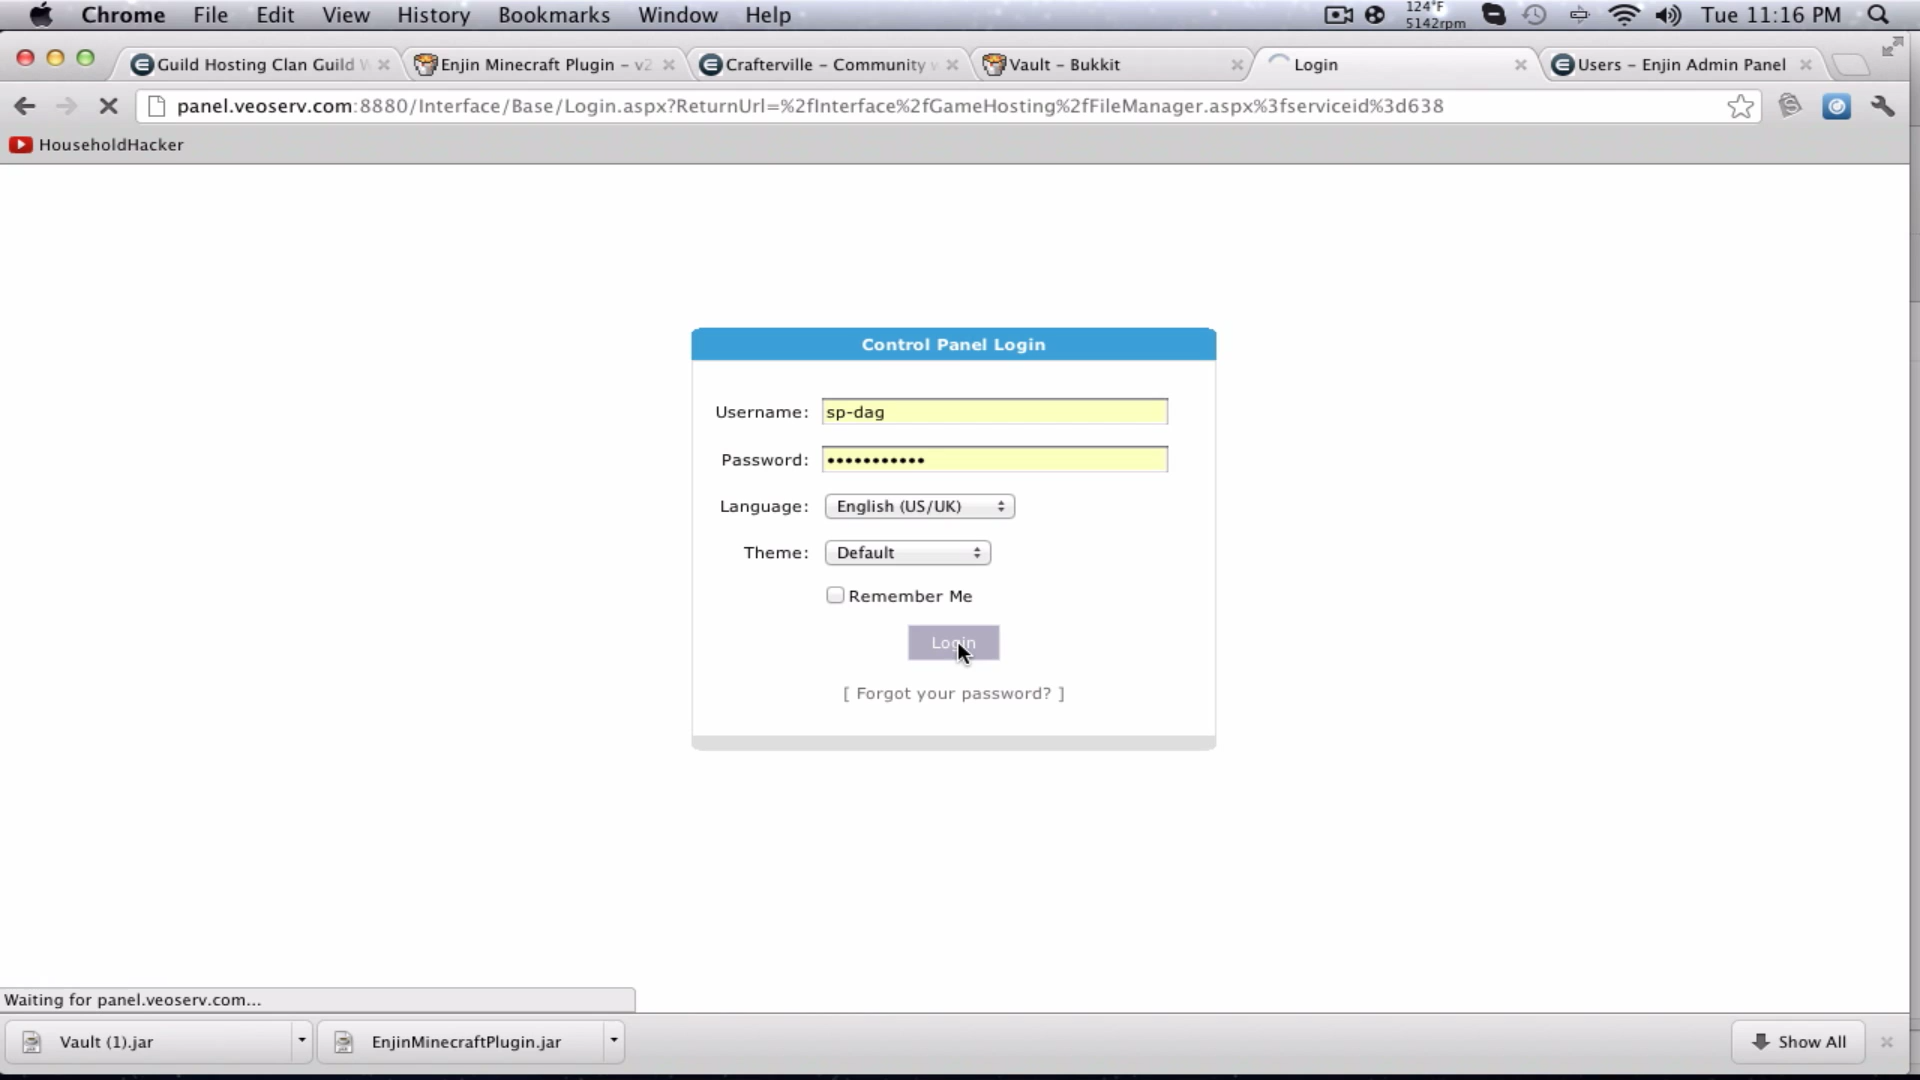 Chrome File Edit View History Bookmarks Window Help 124°F 5142rpm Tue 11:16 PM
Guild Hosting Clan Guild W Enjin Minecraft Plugin – v2 Crafterville – Community w Vault – Bukkit Login Users – Enjin Admin Panel
panel.veoserv.com:8880/Interface/Base/Login.aspx?ReturnUrl=%2fInterface%2fGameHosting%2fFileManager.aspx%3fserviceid%3d638
HouseholdHacker
Control Panel Login
Username: sp-dag
Password: •••••••••••
Language: English (US/UK)
Theme: Default
Remember Me
Login
[ Forgot your password? ]
Waiting for panel.veoserv.com...
Vault (1).jar EnjinMinecraftPlugin.jar Show All